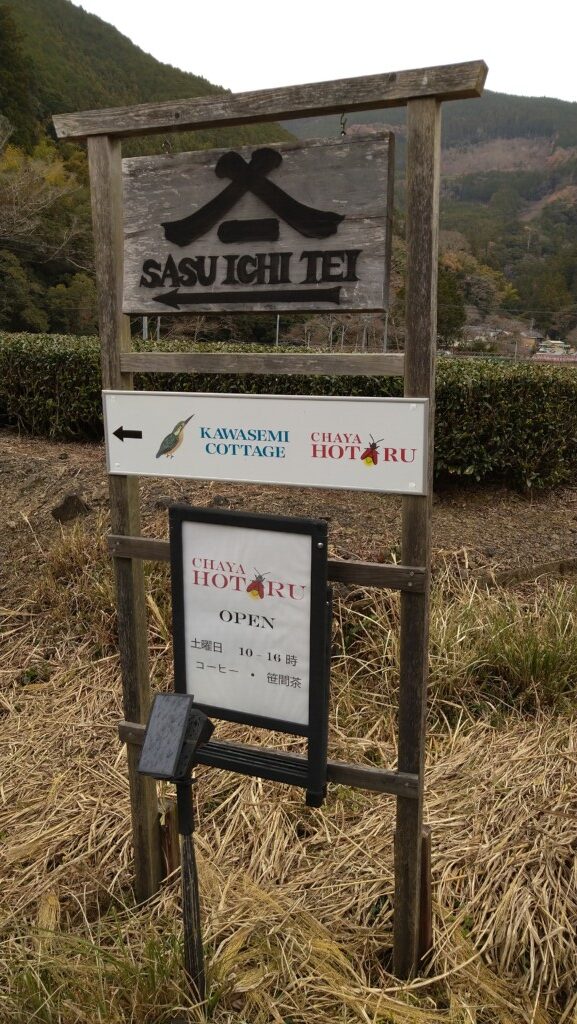 SASU ICHI TEI
KAWASEMI
COTTAGE
CHAYA
HOTARU
CHAYA
HOTARU
OPEN
土曜日 10-16 時
コーヒー ・ 笹間茶